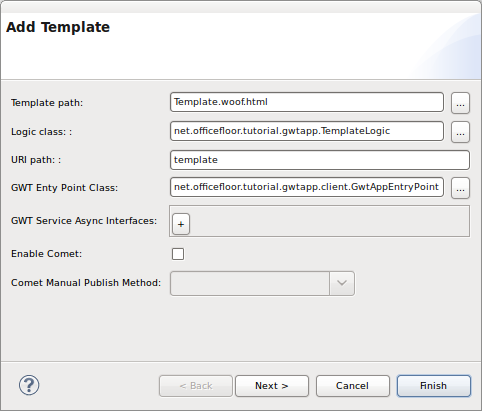 Add Template
Template path:
Template.woof.html
...
Logic class: :
net.officefloor.tutorial.gwtapp.TemplateLogic
...
URI path: :
template
GWT Enty Point Class:
net.officefloor.tutorial.gwtapp.client.GwtAppEntryPoint
...
GWT Service Async Interfaces:
+
Enable Comet:
Comet Manual Publish Method:
?
< Back
Next >
Cancel
Finish